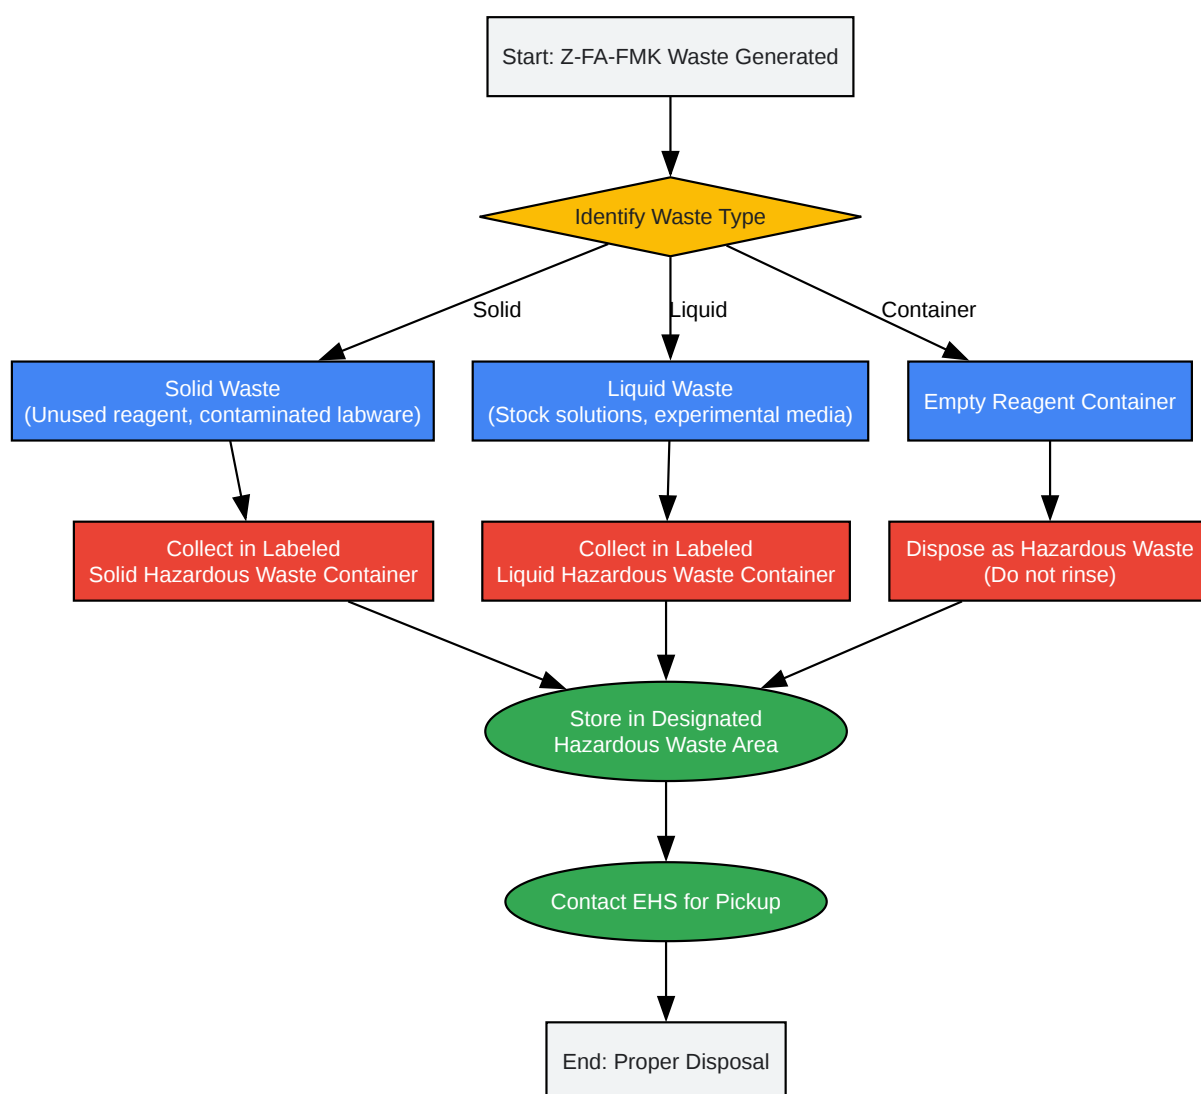 Start: Z-FA-FMK Waste Generated
Identify Waste Type
Solid
Liquid
Container
Solid Waste
(Unused reagent, contaminated labware)
Liquid Waste
(Stock solutions, experimental media)
Empty Reagent Container
Collect in Labeled
Solid Hazardous Waste Container
Collect in Labeled
Liquid Hazardous Waste Container
Dispose as Hazardous Waste
(Do not rinse)
Store in Designated
Hazardous Waste Area
Contact EHS for Pickup
End: Proper Disposal